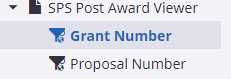 SPS Post Award Viewer
Grant Number
Proposal Number